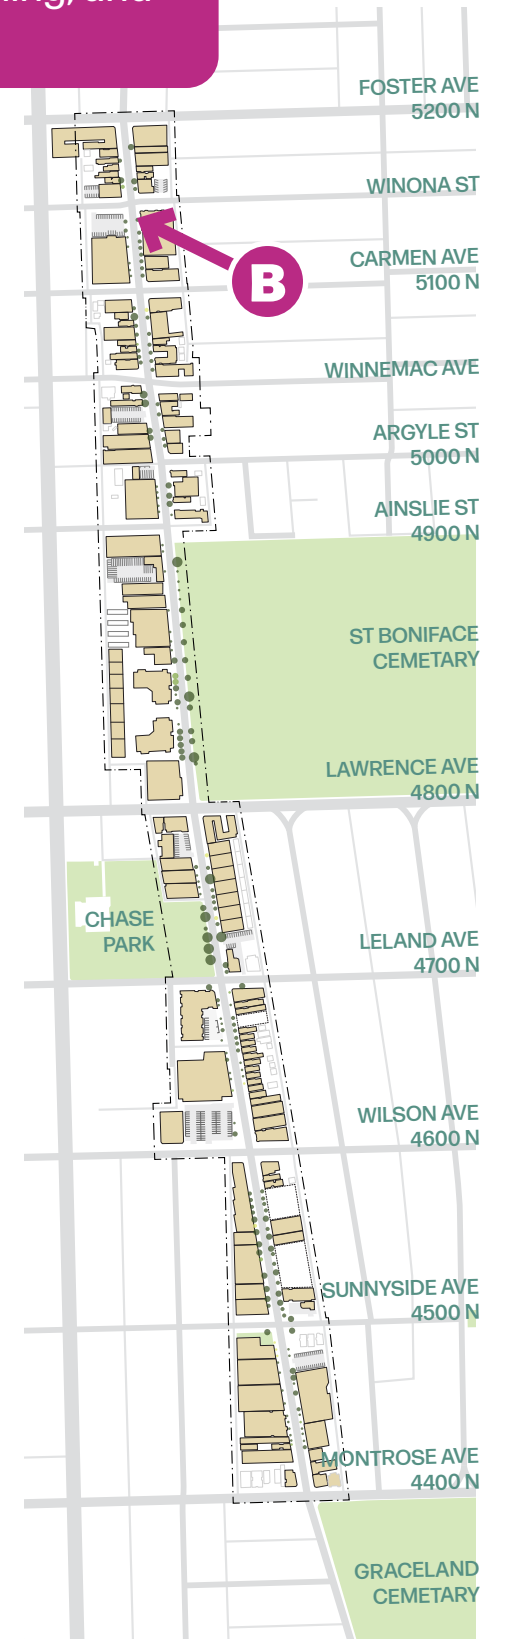 FOSTER AVE
5200 N
WINONA ST
CARMEN AVE
5100 N
B
WINNEMAC AVE
ARGYLE ST
5000 N
AINSLIE ST
4900 N
ST BONIFACE
CEMETARY
LAWRENCE AVE
4800 N
CHASE
PARK
LELAND AVE
4700 N
WILSON AVE
4600 N
SUNNYSIDE AVE
4500 N
MONTROSE AVE
4400 N
GRACELAND
CEMETARY